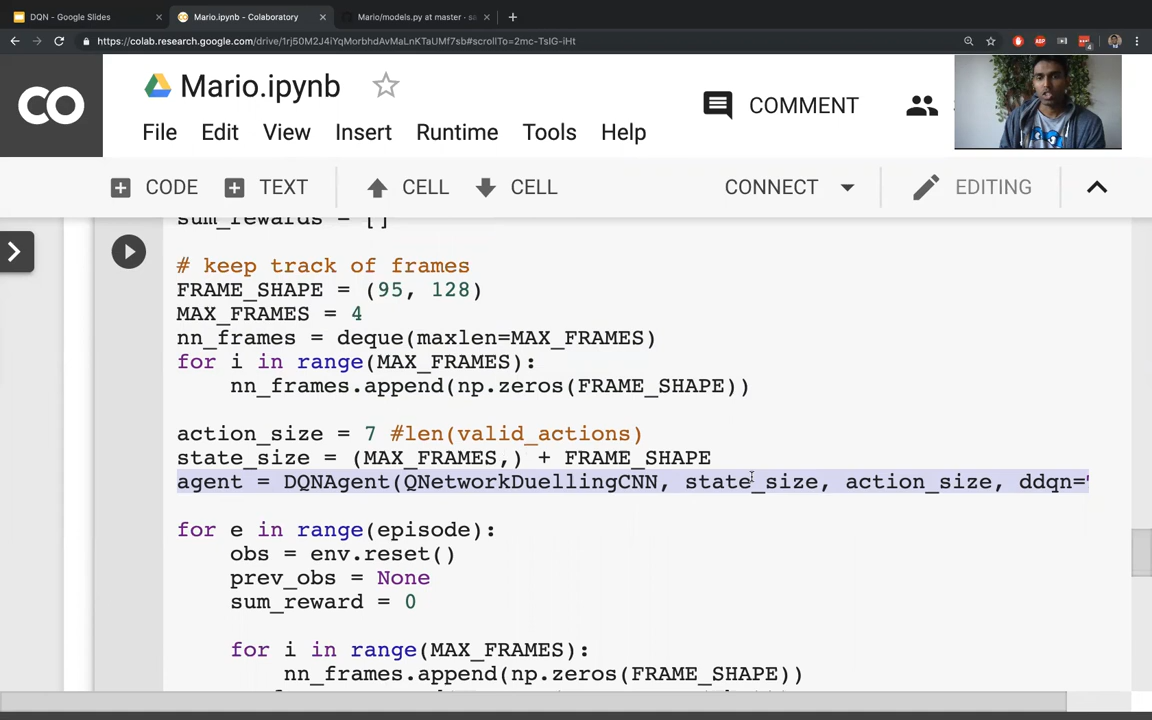 DQN - Google Slides
Mario.ipynb - Colaboratory
Mario/models.py at master · sa
https://colab.research.google.com/drive/1rj50M2J4iYqMorbhdAvMaLnKTaUMf7sb#scrollTo=2mc-TsIG-iHt
CO
Mario.ipynb
COMMENT
File Edit View Insert Runtime Tools Help
CODE TEXT CELL CELL CONNECT EDITING
sum_rewards = []
# keep track of frames
FRAME_SHAPE = (95, 128)
MAX_FRAMES = 4
nn_frames = deque(maxlen=MAX_FRAMES)
for i in range(MAX_FRAMES):
nn_frames.append(np.zeros(FRAME_SHAPE))
action_size = 7 #len(valid_actions)
state_size = (MAX_FRAMES,) + FRAME_SHAPE
agent = DQNAgent(QNetworkDuellingCNN, state_size, action_size, ddqn=
for e in range(episode):
obs = env.reset()
prev_obs = None
sum_reward = 0
for i in range(MAX_FRAMES):
nn_frames.append(np.zeros(FRAME_SHAPE))